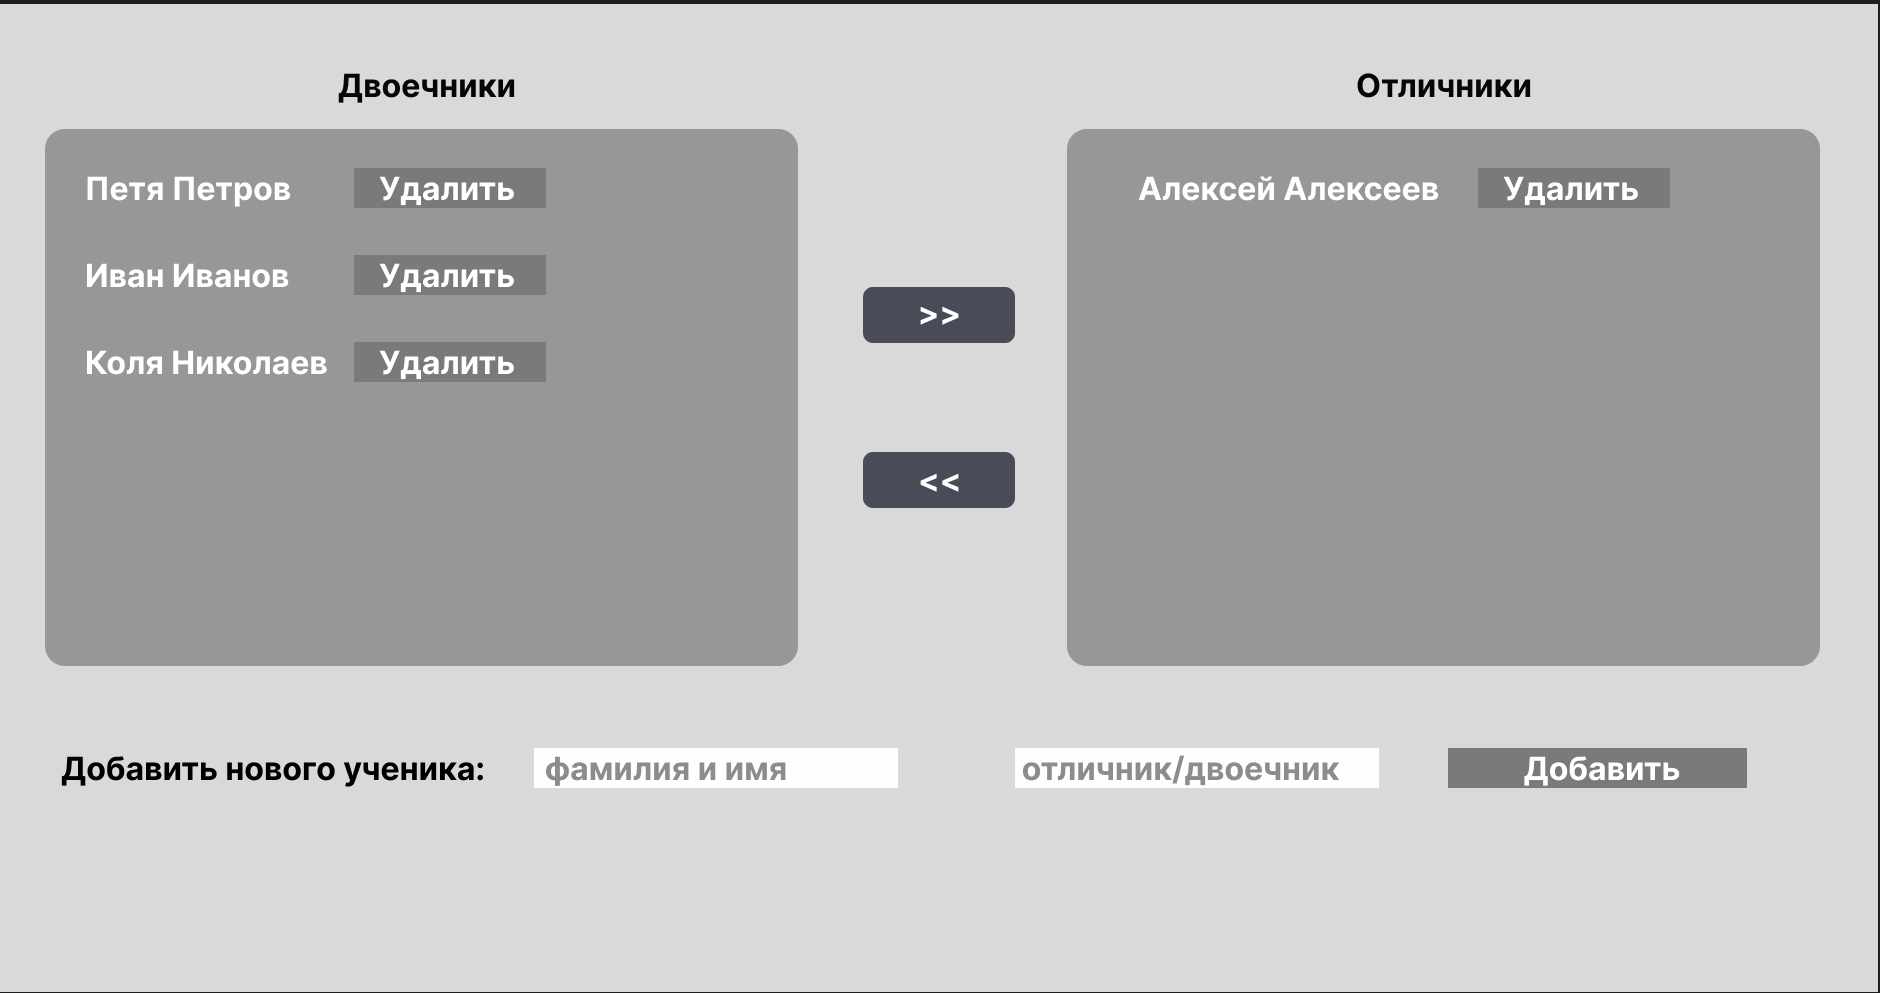 Двоечники
Отличники
Петя Петров Удалить
Иван Иванов Удалить
Коля Николаев Удалить
>>
<<
Алексей Алексеев Удалить
Добавить нового ученика: фамилия и имя отличник/двоечник Добавить